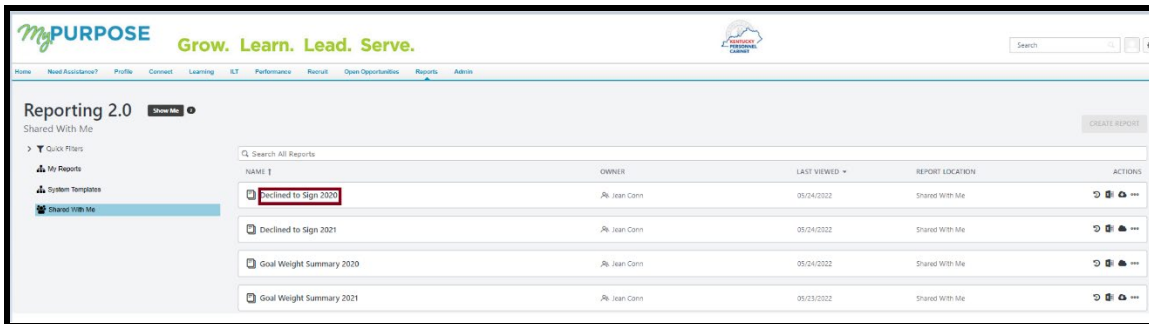 MyPURPOSE
Grow. Learn. Lead. Serve.
KENTUCKY PERSONNEL CABINET
Search
Home Need Assistance? Profile Connect Learning ILT Performance Recruit Open Opportunities Reports Admin
Reporting 2.0 Show Me
Shared With Me
CREATE REPORT
Quick Filters
My Reports
System Templates
Shared With Me
Search All Reports
NAME OWNER LAST VIEWED REPORT LOCATION ACTIONS
Declined to Sign 2020 Jean Conn 05/24/2022 Shared With Me
Declined to Sign 2021 Jean Conn 05/24/2022 Shared With Me
Goal Weight Summary 2020 Jean Conn 05/24/2022 Shared With Me
Goal Weight Summary 2021 Jean Conn 05/23/2022 Shared With Me